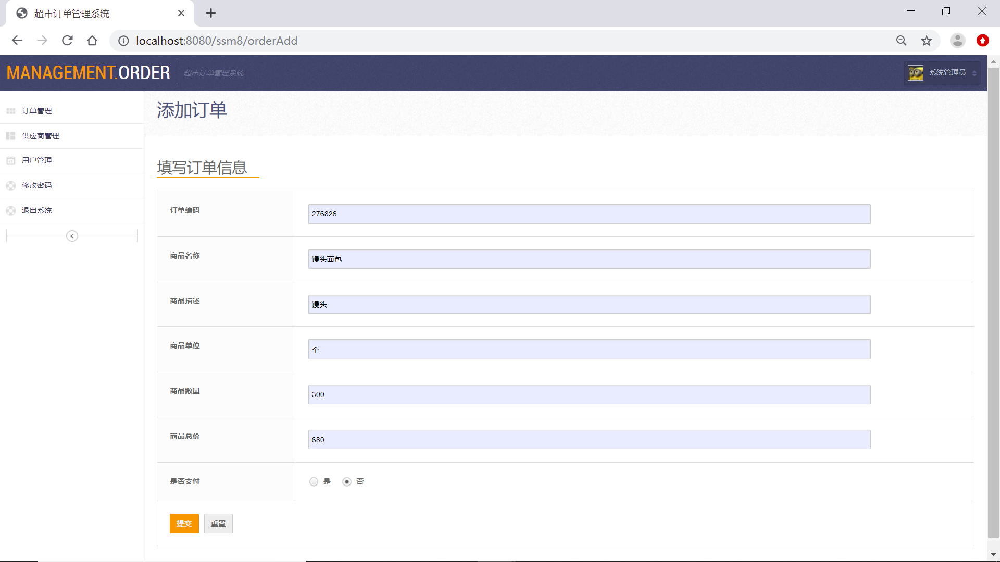 超市订单管理系统
localhost:8080/ssm8/orderAdd
MANAGEMENT.ORDER
超市订单管理系统
系统管理员
订单管理
供应商管理
用户管理
修改密码
退出系统
添加订单
填写订单信息
订单编码
276826
商品名称
馒头面包
商品描述
馒头
商品单位
个
商品数量
300
商品总价
680
是否支付
是 否
提交 重置